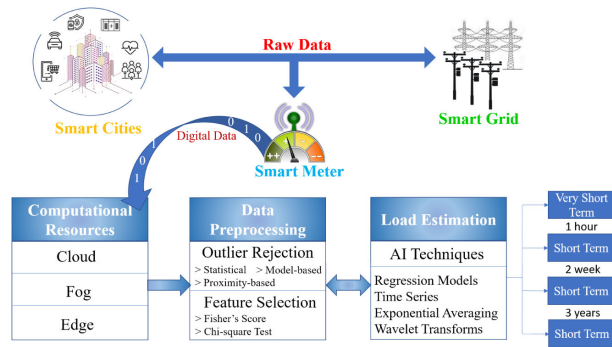 Raw Data
Smart Cities
Smart Grid
Digital Data
1 0 1 0 1 0
++ + - --
Smart Meter
Computational
Resources
Cloud
Fog
Edge
Data
Preprocessing
Outlier Rejection
> Statistical > Model-based
> Proximity-based
Feature Selection
> Fisher's Score
> Chi-square Test
Load Estimation
AI Techniques
Regression Models
Time Series
Exponential Averaging
Wavelet Transforms
Very Short
Term
1 hour
Short Term
2 week
Short Term
3 years
Short Term